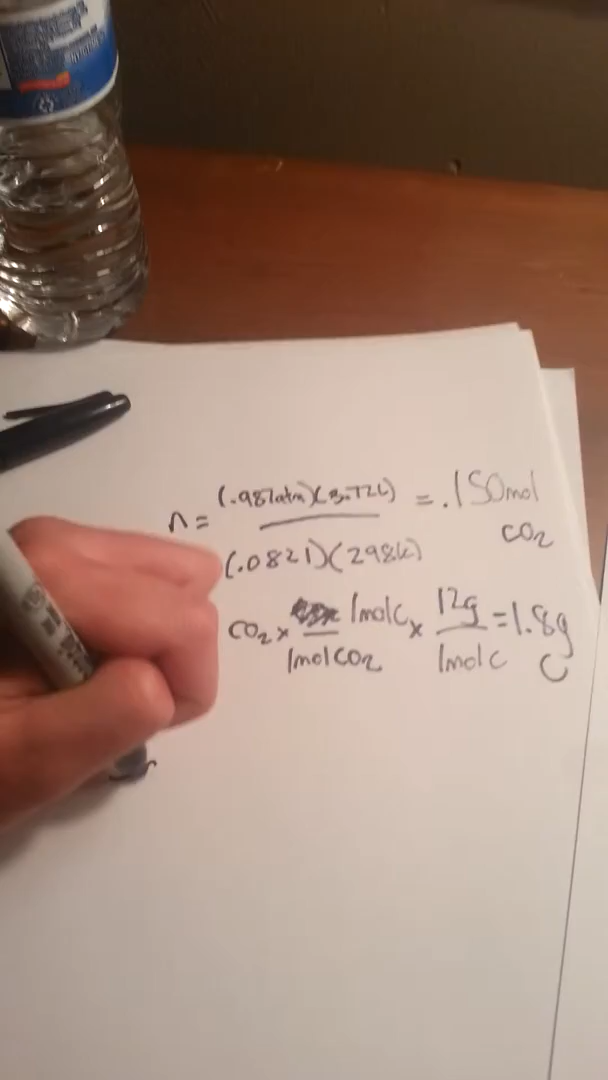 n = (.987atm)(3.72L) = .150mol
(.0821)(298K) CO2
CO2 x 1molC x 12g = 1.8g
1molCO2 1molC C